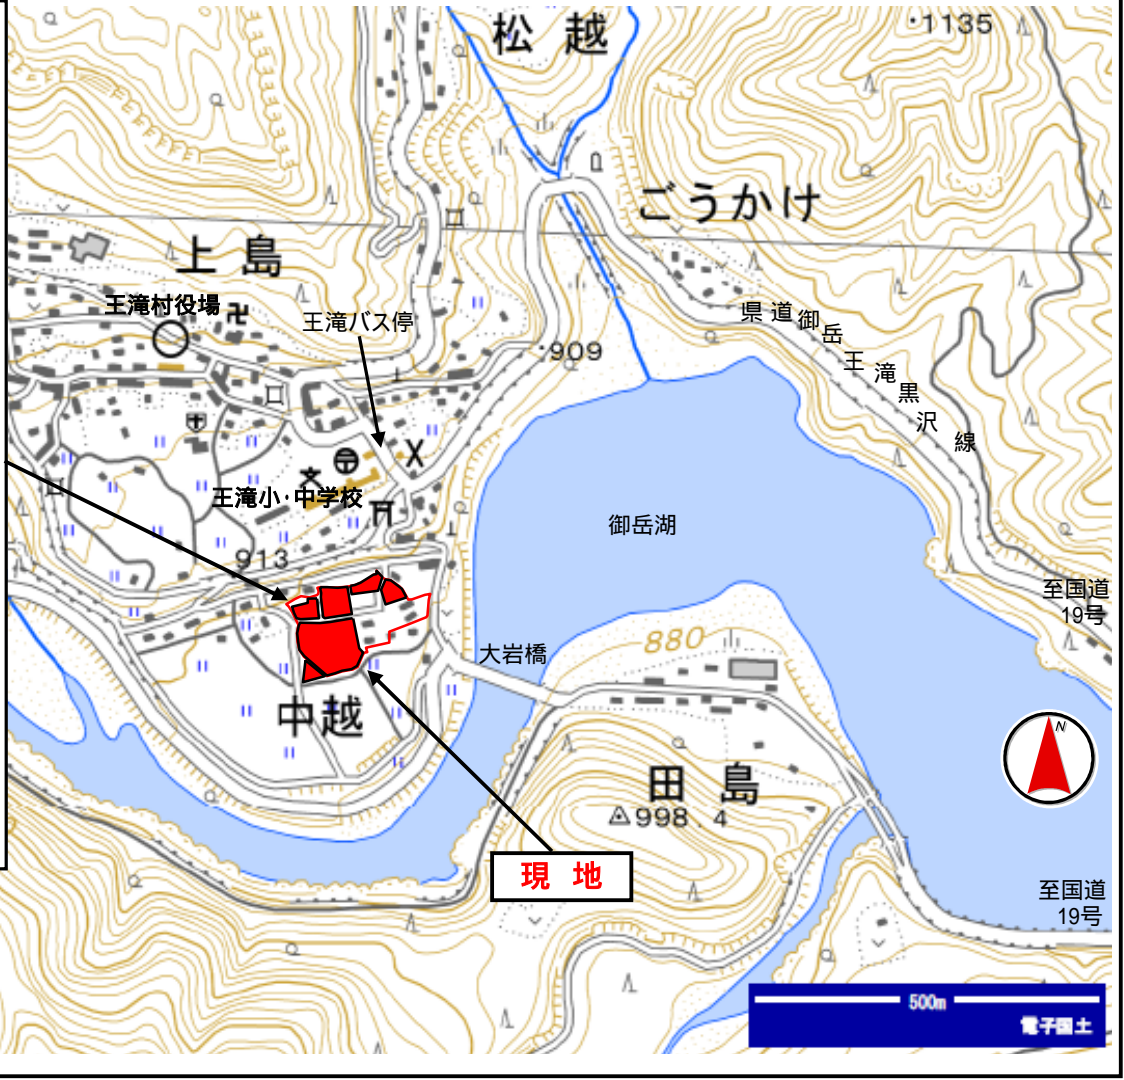 松越
1135
ごうかけ
上島
王滝村役場
王滝バス停
県道御岳王滝黒沢線
909
王滝小・中学校
御岳湖
913
至国道
19号
大岩橋
880
中越
N
田島
998.4
現地
至国道
19号
500m
電子国土